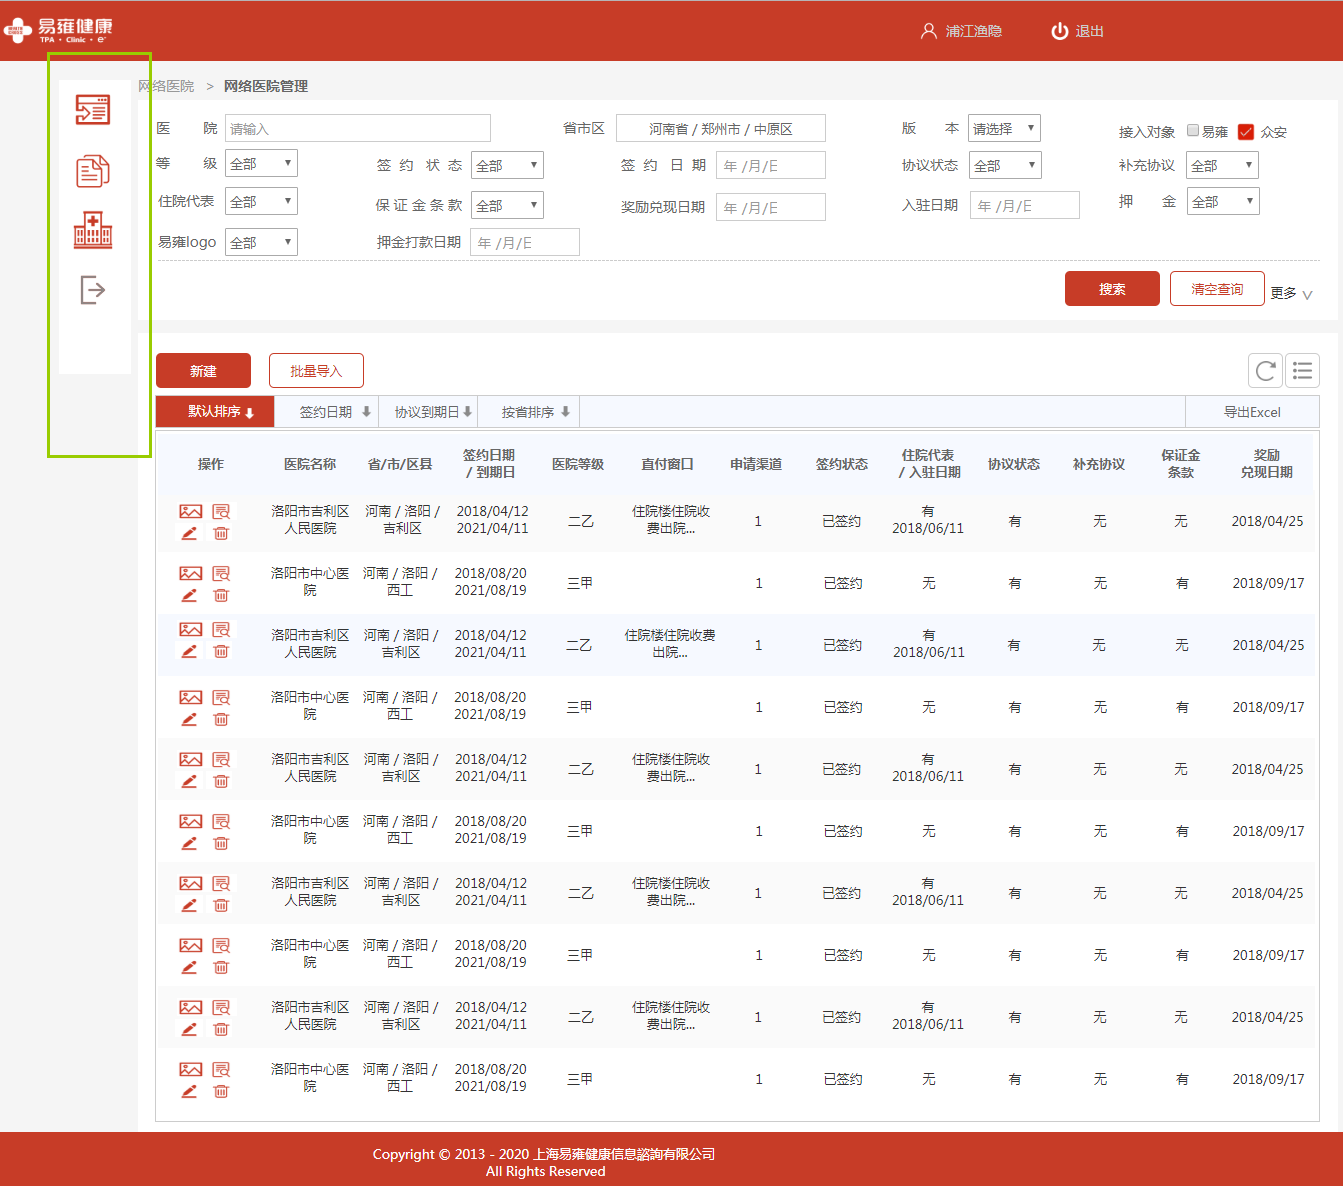 易雍健康
TPA · Clinic · e⁺
浦江渔隐 退出
网络医院 > 网络医院管理
医 院 请输入 省市区 河南省 / 郑州市 / 中原区 版 本 请选择 接入对象 易雍 众安
等 级 全部 签 约 状 态 全部 签 约 日 期 年 /月/日 协议状态 全部 补充协议 全部
住院代表 全部 保 证 金 条 款 全部 奖励兑现日期 年 /月/日 入驻日期 年 /月/日 押 金 全部
易雍logo 全部 押金打款日期 年 /月/日
搜索 清空查询 更多
新建 批量导入
默认排序 签约日期 协议到期日 按省排序 导出Excel
操作 医院名称 省/市/区县 签约日期 / 到期日 医院等级 直付窗口 申请渠道 签约状态 住院代表 / 入驻日期 协议状态 补充协议 保证金 条款 奖励 兑现日期
洛阳市吉利区 河南 / 洛阳 / 2018/04/12 二乙 住院楼住院收 1 已签约 有 有 无 无 2018/04/25
人民医院 吉利区 2021/04/11 费出院... 2018/06/11
洛阳市中心医 河南 / 洛阳 / 2018/08/20 三甲 1 已签约 无 有 无 有 2018/09/17
院 西工 2021/08/19
洛阳市吉利区 河南 / 洛阳 / 2018/04/12 二乙 住院楼住院收费 1 已签约 有 有 无 无 2018/04/25
人民医院 吉利区 2021/04/11 出院... 2018/06/11
洛阳市中心医 河南 / 洛阳 / 2018/08/20 三甲 1 已签约 无 有 无 有 2018/09/17
院 西工 2021/08/19
洛阳市吉利区 河南 / 洛阳 / 2018/04/12 二乙 住院楼住院收 1 已签约 有 有 无 无 2018/04/25
人民医院 吉利区 2021/04/11 费出院... 2018/06/11
洛阳市中心医 河南 / 洛阳 / 2018/08/20 三甲 1 已签约 无 有 无 有 2018/09/17
院 西工 2021/08/19
洛阳市吉利区 河南 / 洛阳 / 2018/04/12 二乙 住院楼住院收 1 已签约 有 有 无 无 2018/04/25
人民医院 吉利区 2021/04/11 费出院... 2018/06/11
洛阳市中心医 河南 / 洛阳 / 2018/08/20 三甲 1 已签约 无 有 无 有 2018/09/17
院 西工 2021/08/19
洛阳市吉利区 河南 / 洛阳 / 2018/04/12 二乙 住院楼住院收 1 已签约 有 有 无 无 2018/04/25
人民医院 吉利区 2021/04/11 费出院... 2018/06/11
洛阳市中心医 河南 / 洛阳 / 2018/08/20 三甲 1 已签约 无 有 无 有 2018/09/17
院 西工 2021/08/19
Copyright © 2013 - 2020 上海易雍健康信息諮詢有限公司
All Rights Reserved